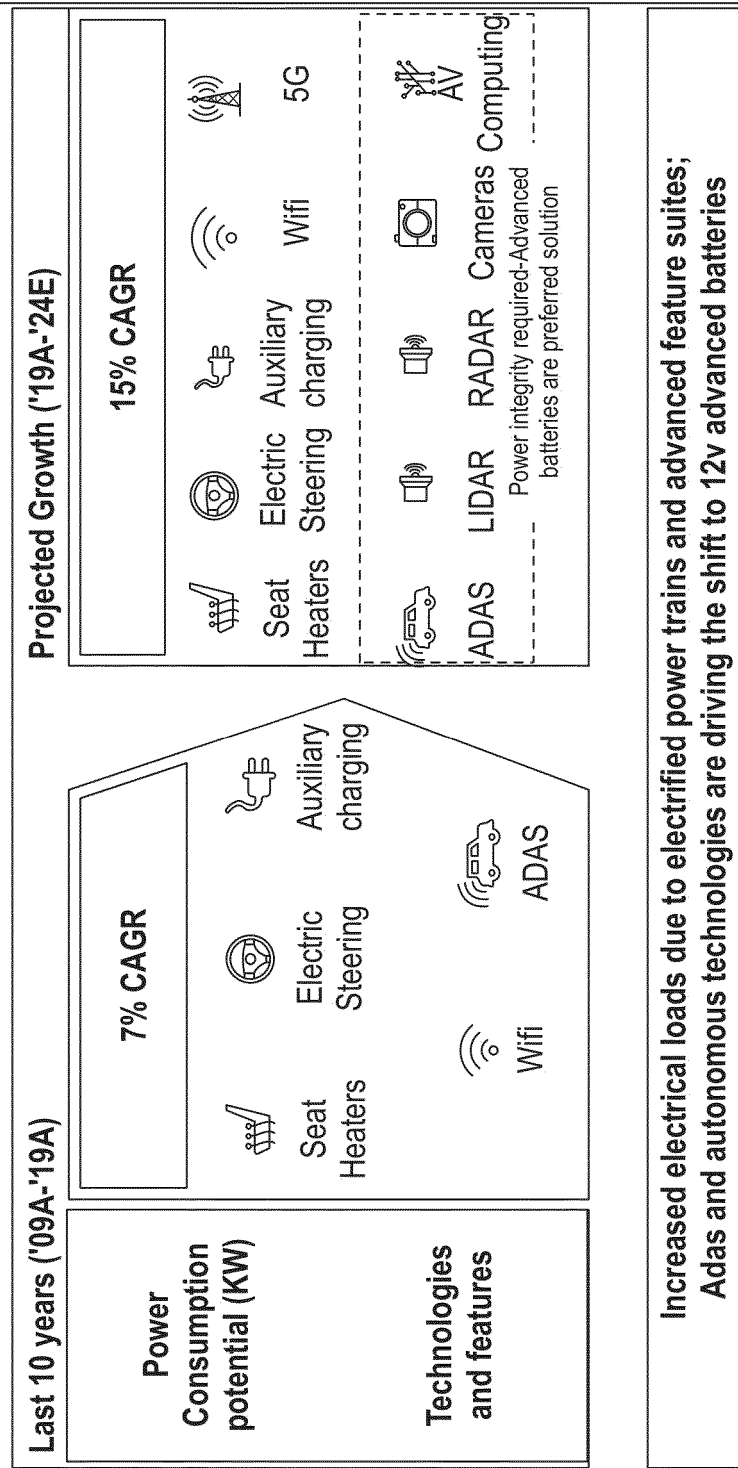 Last 10 years ('09A-'19A)
Projected Growth ('19A-'24E)
Power
Consumption
potential (KW)
7% CAGR
15% CAGR
Technologies
and features
Seat
Heaters
Electric
Steering
Auxiliary
charging
Wifi
ADAS
Seat
Heaters
Electric
Steering
Auxiliary
charging
Wifi
5G
ADAS
LIDAR
RADAR
Cameras
AV
Computing
Power integrity required-Advanced
batteries are preferred solution
Increased electrical loads due to electrified power trains and advanced feature suites;
Adas and autonomous technologies are driving the shift to 12v advanced batteries